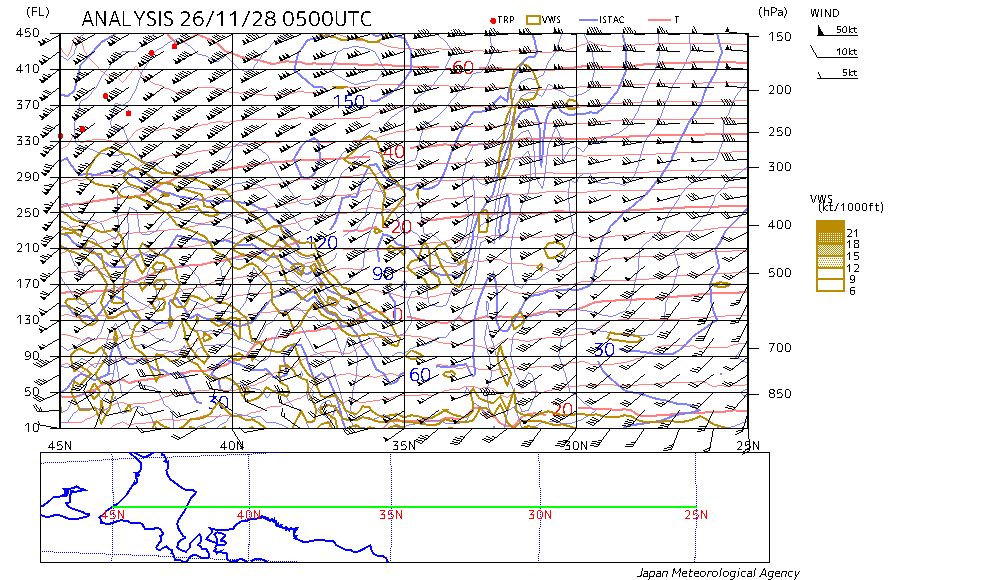 (FL) ANALYSIS 26/11/28 0500UTC TRP VWS ISTAC T (hPa) WIND
450 150 50kt
10kt
410 60 5kt
200
370 150
250
330
-40 300
290 VWS
(kt/1000ft)
250 -20 400
120 21
210 18
90 500 15
170 12
9
0 6
130
30 700
90
60
50 850
30 20
10
45N 40N 35N 30N 25N
45N 40N 35N 30N 25N
Japan Meteorological Agency